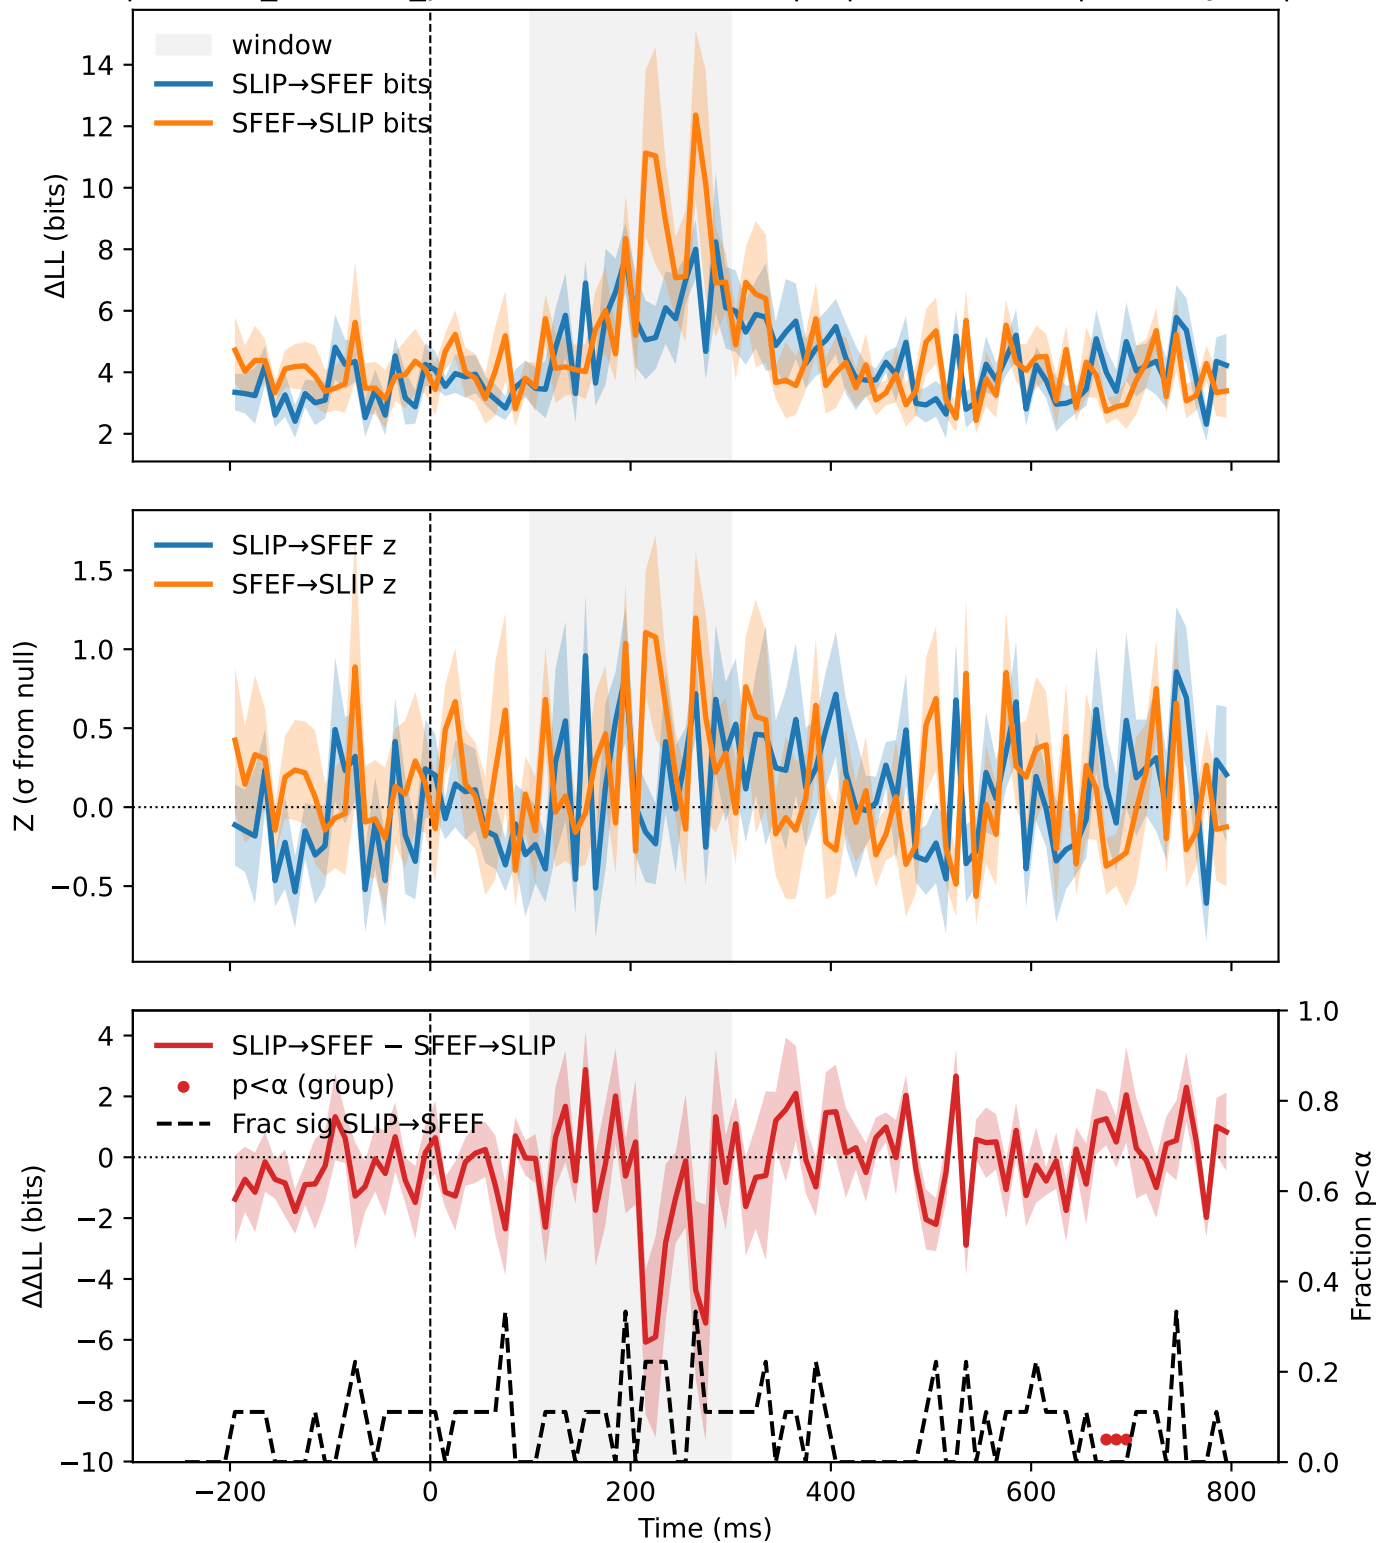 window
SLIP→SFEF bits
SFEF→SLIP bits
14
12
10
8
6
4
2
ΔLL (bits)
SLIP→SFEF z
SFEF→SLIP z
1.5
1.0
0.5
0.0
−0.5
Z (σ from null)
SLIP→SFEF − SFEF→SLIP
p<α (group)
Frac sig SLIP→SFEF
4
2
0
−2
−4
−6
−8
−10
ΔΔLL (bits)
1.0
0.8
0.6
0.4
0.2
0.0
Fraction p<α
−200 0 200 400 600 800
Time (ms)